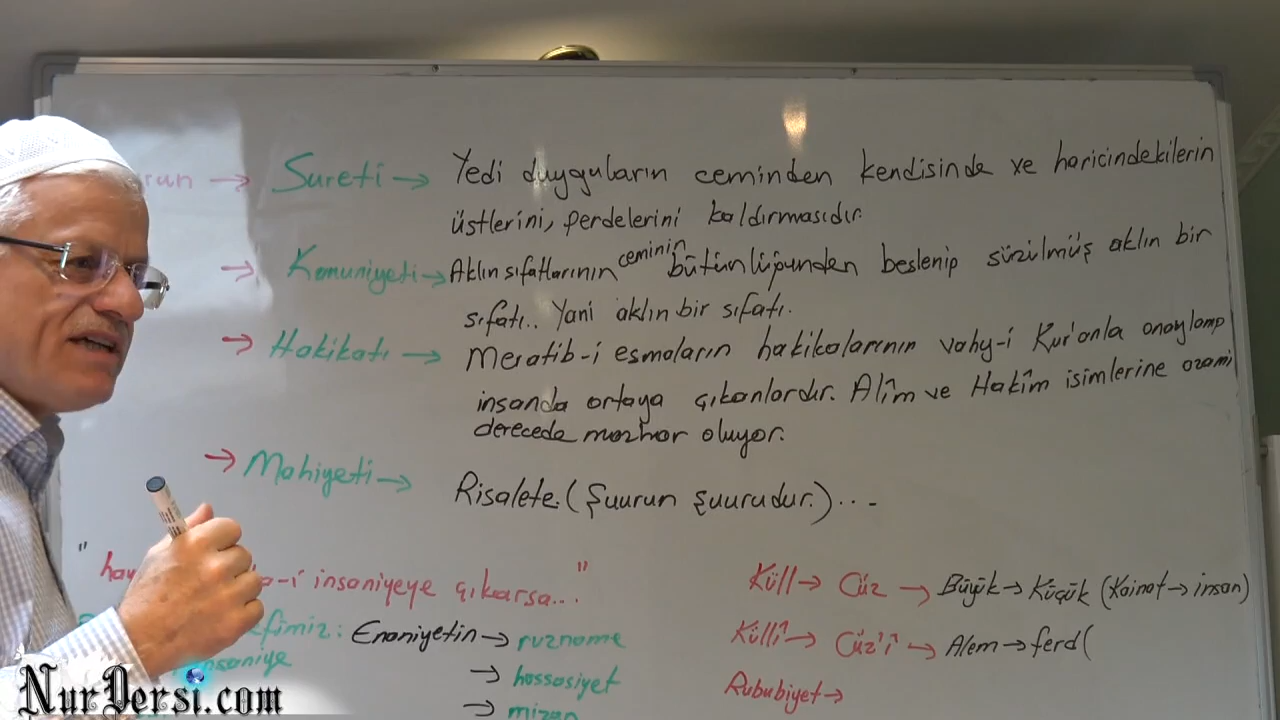 → Sureti → Yedi duyguların ceminden kendisinde ve haricindekilerin
üstlerini, perdelerini kaldırmasıdır.
→ Kanuniyeti → Aklın sıfatlarının ceminin bütün lüpünden beslenip süzülmüş aklın bir
sıfatı.. Yani aklın bir sıfatı.
→ Hakikatı → Meratib-i esmaların hakikalarının vahy-i Kur'anla onaylanıp
insanda ortaya çıkanlardır. Alîm ve Hakîm isimlerine azami
derecede mazhar oluyor.
→ Mahiyeti → Risalete. (Şuurun şuurudur.)...-
insaniyeye çıkarsa..."
Enaniyetin → ruzname
→ hassasiyet
→ mizan
Küll → Cüz → Büyük → Küçük (Kainat → insan)
Küllî → Cüz'î → Alem → ferd (
Rububiyet →
NurDersi.com